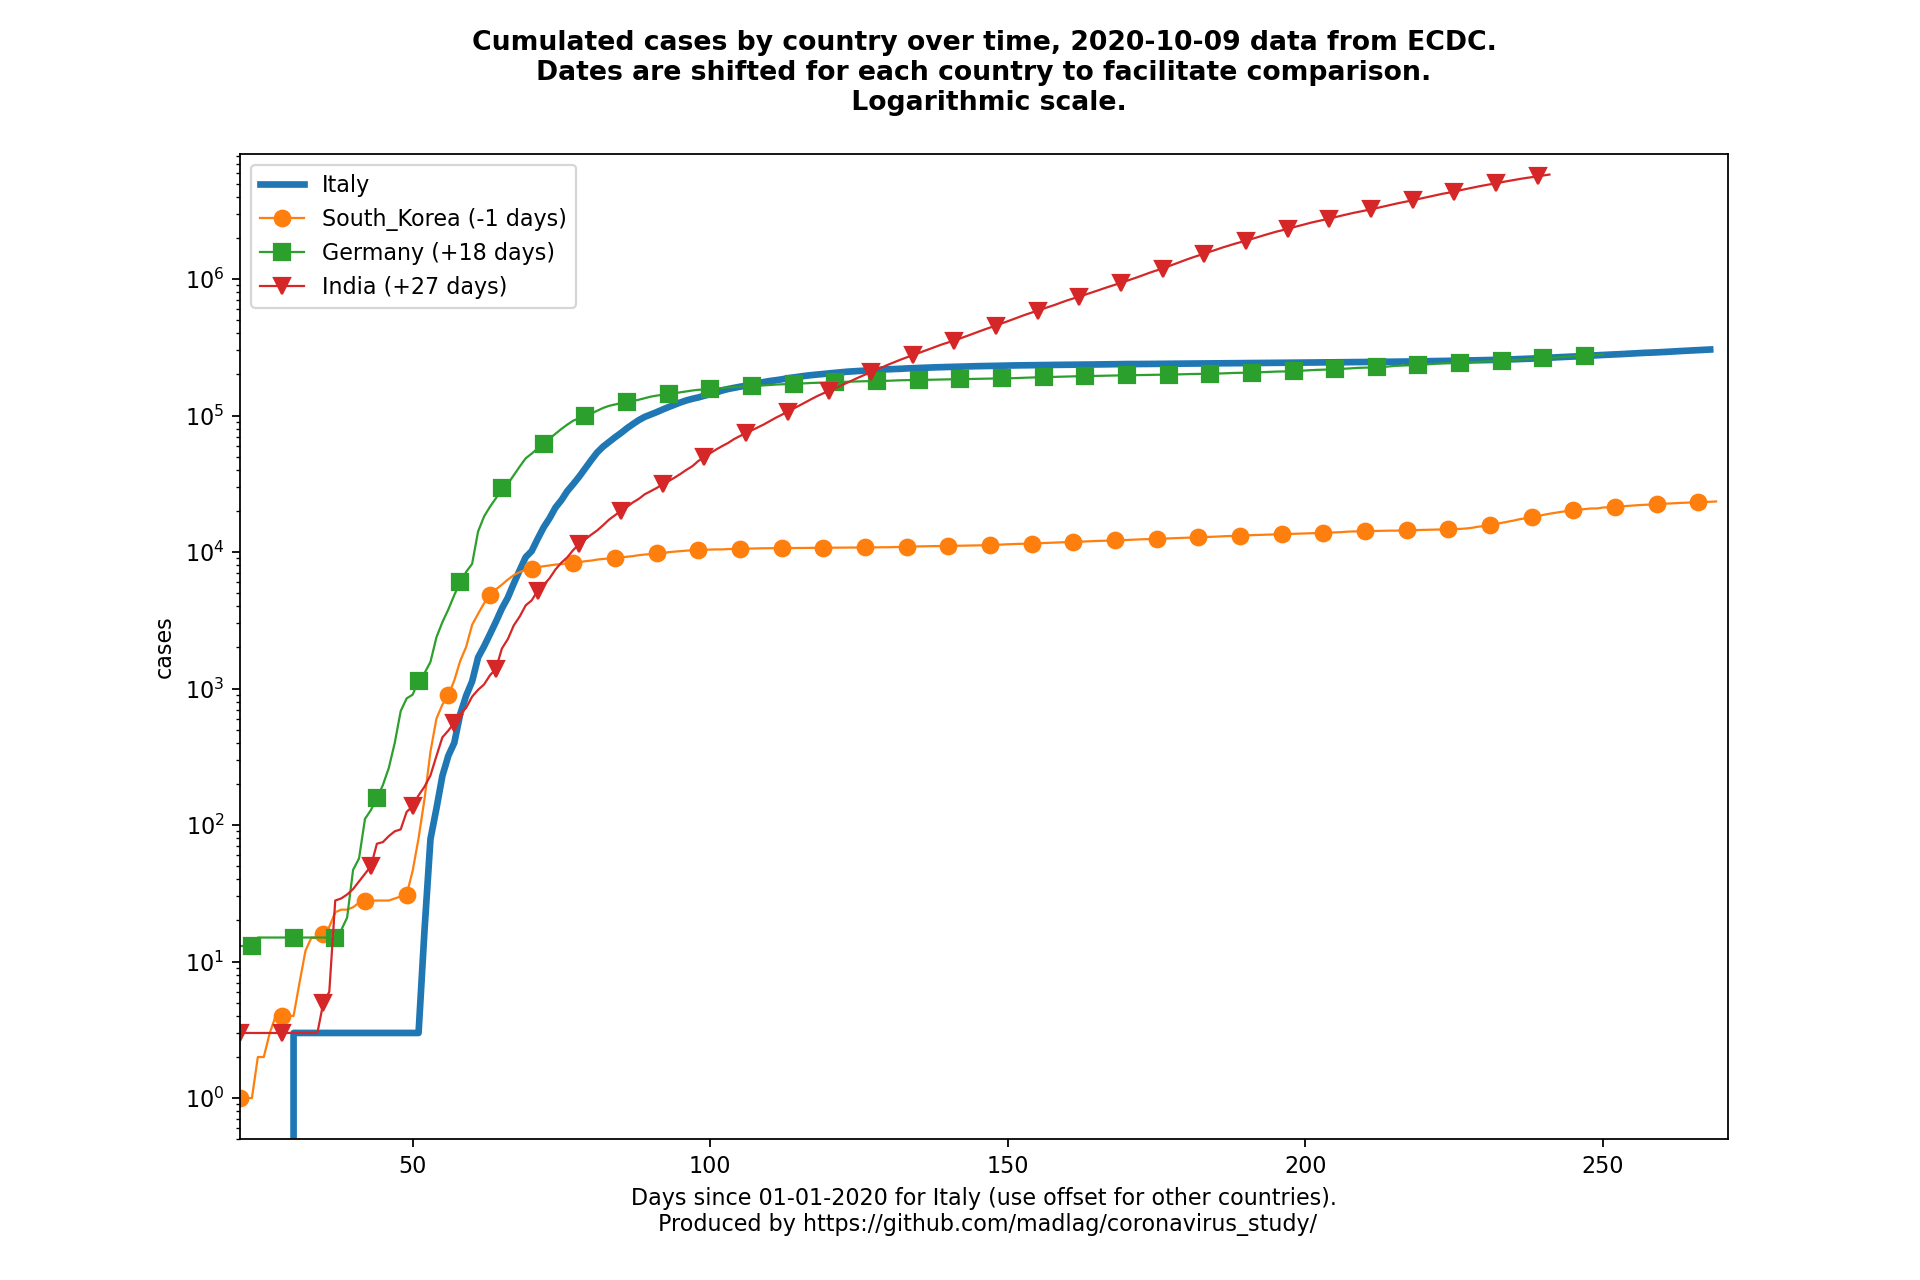 Cumulated cases by country over time, 2020-10-09 data from ECDC.
Dates are shifted for each country to facilitate comparison.
Logarithmic scale.
Italy
South_Korea (-1 days)
Germany (+18 days)
India (+27 days)
10^6
10^5
10^4
10^3
10^2
10^1
10^0
cases
50 100 150 200 250
Days since 01-01-2020 for Italy (use offset for other countries).
Produced by https://github.com/madlag/coronavirus_study/